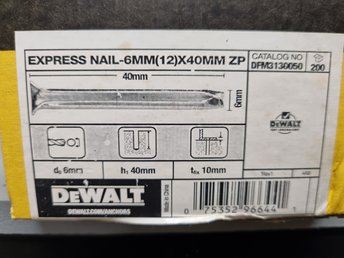 EXPRESS NAIL-6MM(12)X40MM ZP
CATALOG NO
DFM3130050
200
40mm
6mm
DEWALT
d₀ 6mm
h₁ 40mm
tfix 10mm
DEWALT
DEWALT.COM/ANCHORS
Made in China
0 75352 96644 1